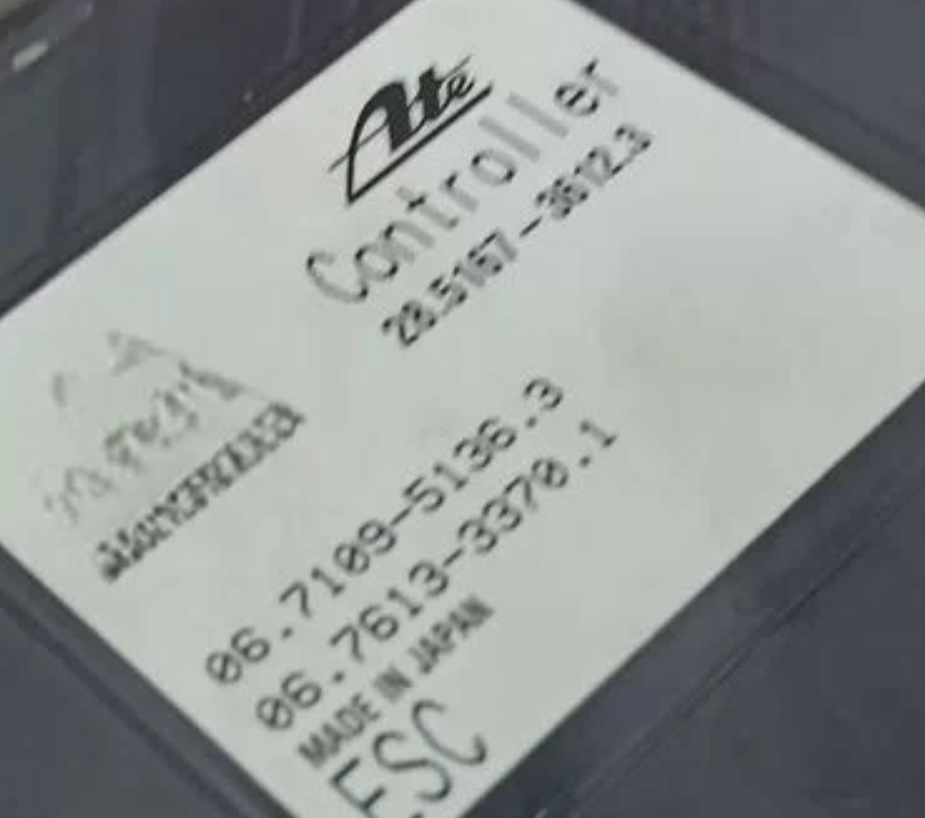 Ate
Controller
28.5167-3612.3
06.7109-5136.3
06.7613-3370.1
MADE IN JAPAN
ESC